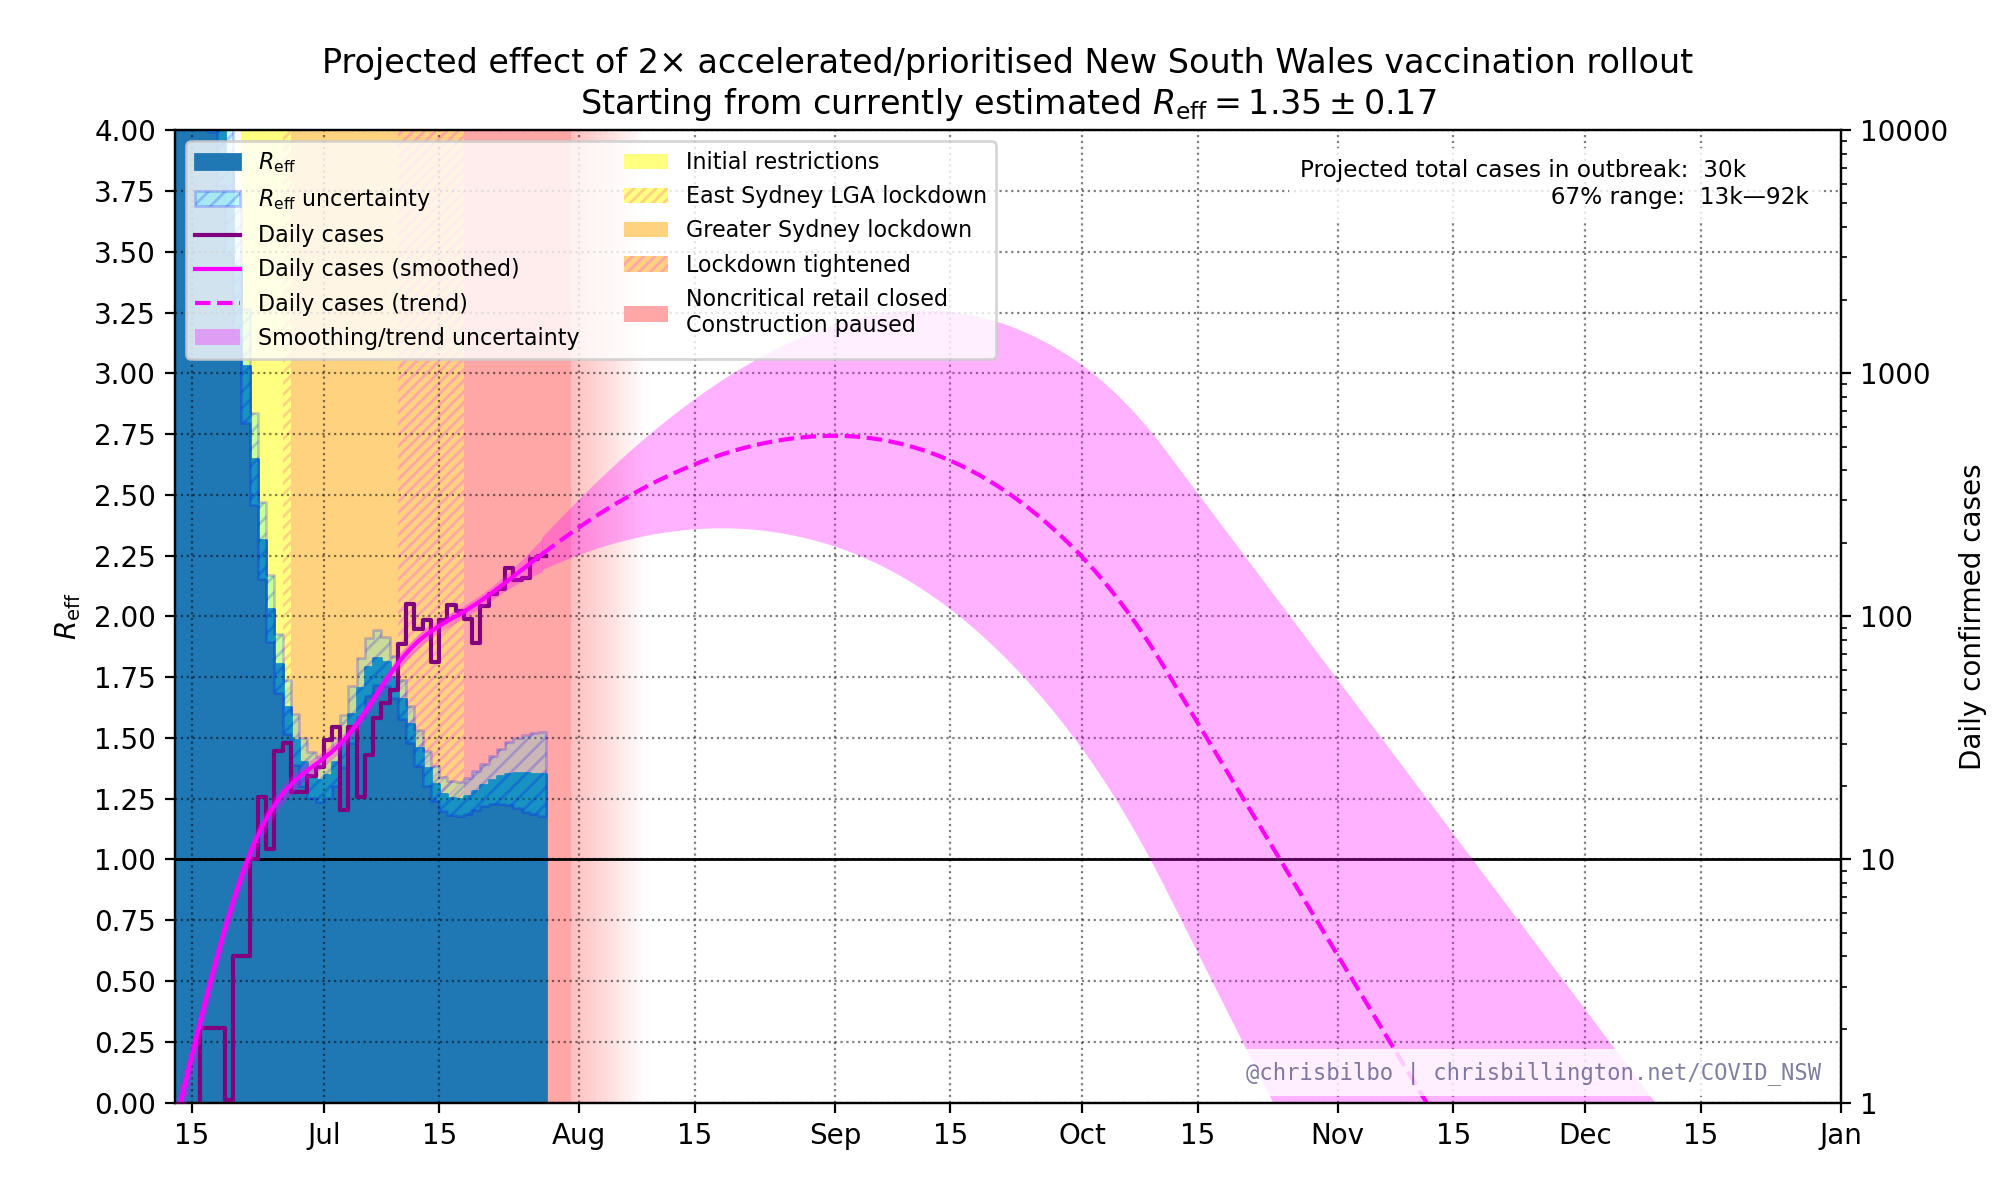 Projected effect of 2× accelerated/prioritised New South Wales vaccination rollout
Starting from currently estimated Reff = 1.35 ± 0.17
Reff
Reff uncertainty
Daily cases
Daily cases (smoothed)
Daily cases (trend)
Smoothing/trend uncertainty
Initial restrictions
East Sydney LGA lockdown
Greater Sydney lockdown
Lockdown tightened
Noncritical retail closed
Construction paused
Projected total cases in outbreak: 30k
67% range: 13k—92k
4.00
3.75
3.50
3.25
3.00
2.75
2.50
2.25
2.00
1.75
1.50
1.25
1.00
0.75
0.50
0.25
0.00
Reff
10000
1000
100
10
1
Daily confirmed cases
@chrisbilbo | chrisbillington.net/COVID_NSW
15 Jul 15 Aug 15 Sep 15 Oct 15 Nov 15 Dec 15 Jan